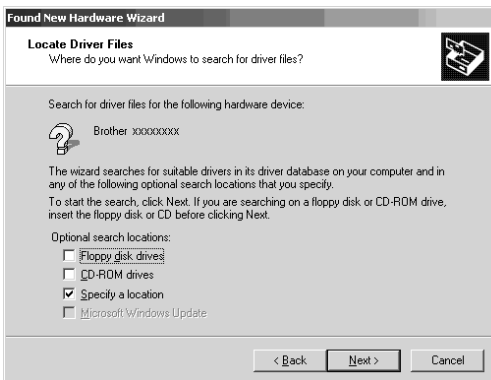 Found New Hardware Wizard
Locate Driver Files
Where do you want Windows to search for driver files?
Search for driver files for the following hardware device:
Brother xxxxxxxx
The wizard searches for suitable drivers in its driver database on your computer and in
any of the following optional search locations that you specify.
To start the search, click Next. If you are searching on a floppy disk or CD-ROM drive,
insert the floppy disk or CD before clicking Next.
Optional search locations:
Floppy disk drives
CD-ROM drives
Specify a location
Microsoft Windows Update
< Back Next > Cancel